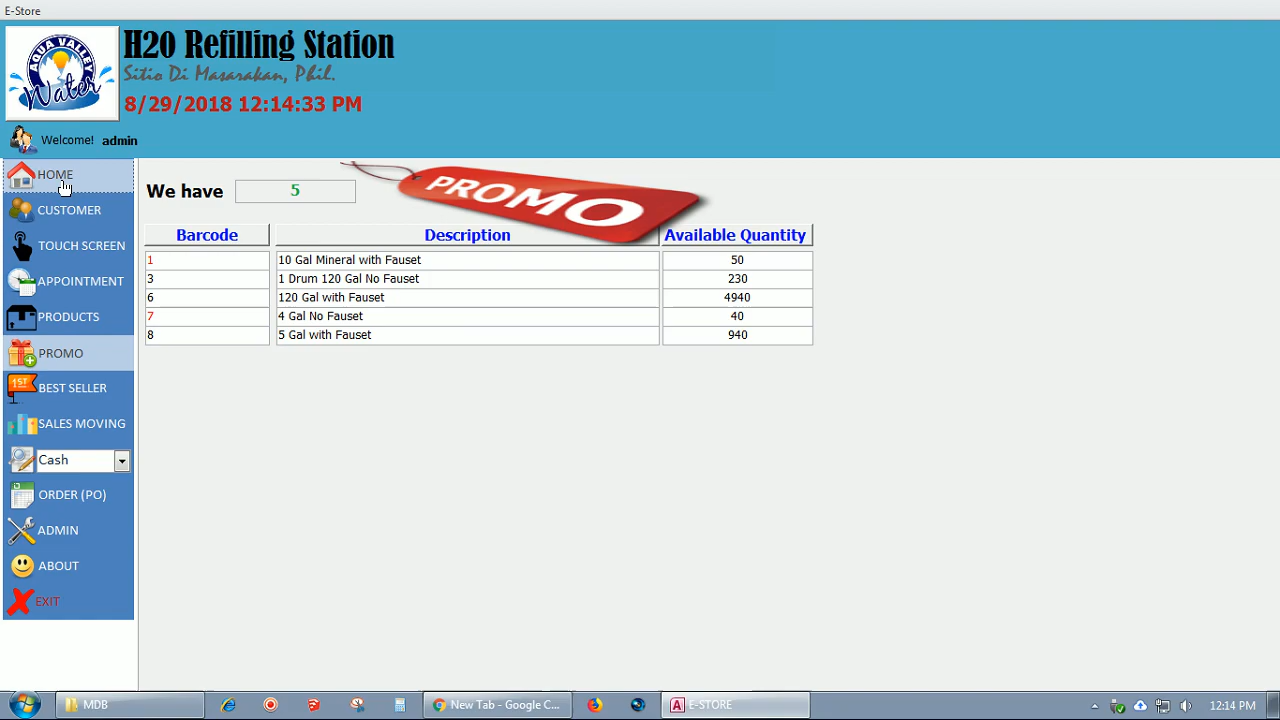 E-Store
AQUA VALLEY
Water
H20 Refilling Station
Sitio Di Masarakan, Phil.
8/29/2018 12:14:33 PM
Welcome! admin
HOME
CUSTOMER
TOUCH SCREEN
APPOINTMENT
PRODUCTS
PROMO
1ST BEST SELLER
SALES MOVING
Cash
ORDER (PO)
ADMIN
ABOUT
EXIT
We have 5 PROMO
Barcode Description Available Quantity
1 10 Gal Mineral with Fauset 50
3 1 Drum 120 Gal No Fauset 230
6 120 Gal with Fauset 4940
7 4 Gal No Fauset 40
8 5 Gal with Fauset 940
MDB
New Tab - Google C...
E-STORE
12:14 PM